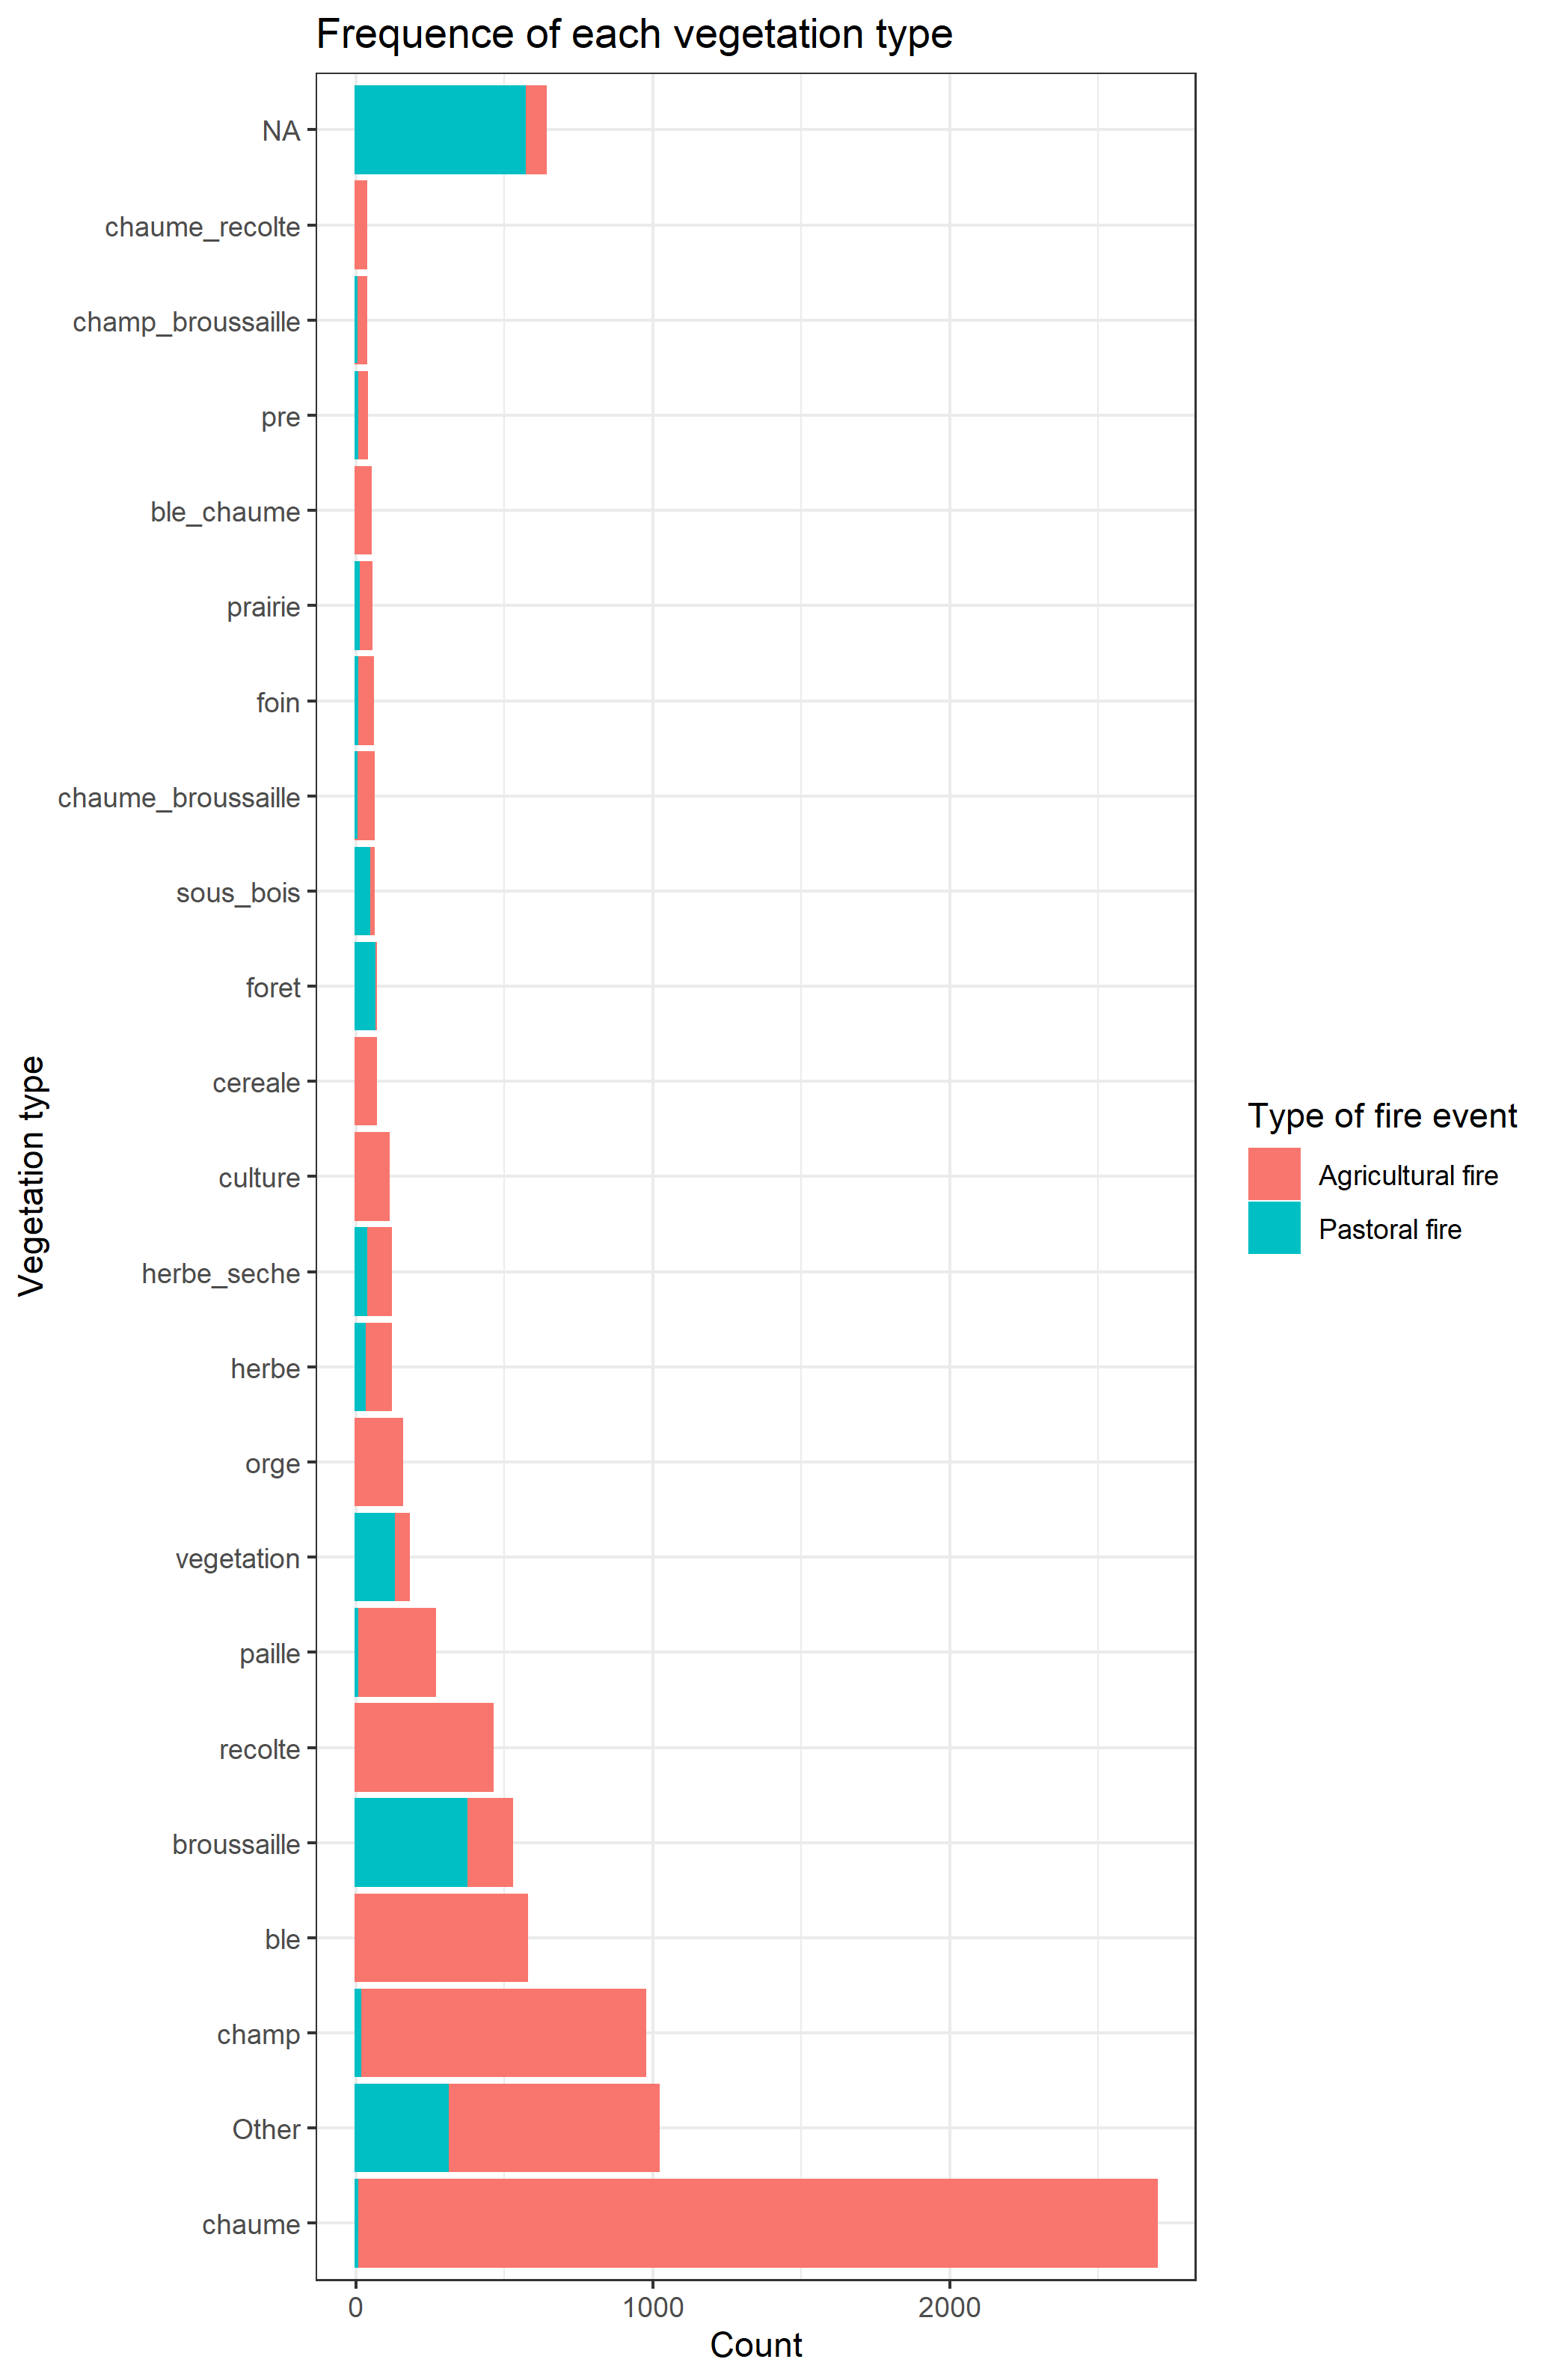 Frequence of each vegetation type
NA
chaume_recolte
champ_broussaille
pre
ble_chaume
prairie
foin
chaume_broussaille
sous_bois
foret
cereale
culture
herbe_seche
herbe
orge
vegetation
paille
recolte
broussaille
ble
champ
Other
chaume
Vegetation type
0 1000 2000
Count
Type of fire event
Agricultural fire
Pastoral fire